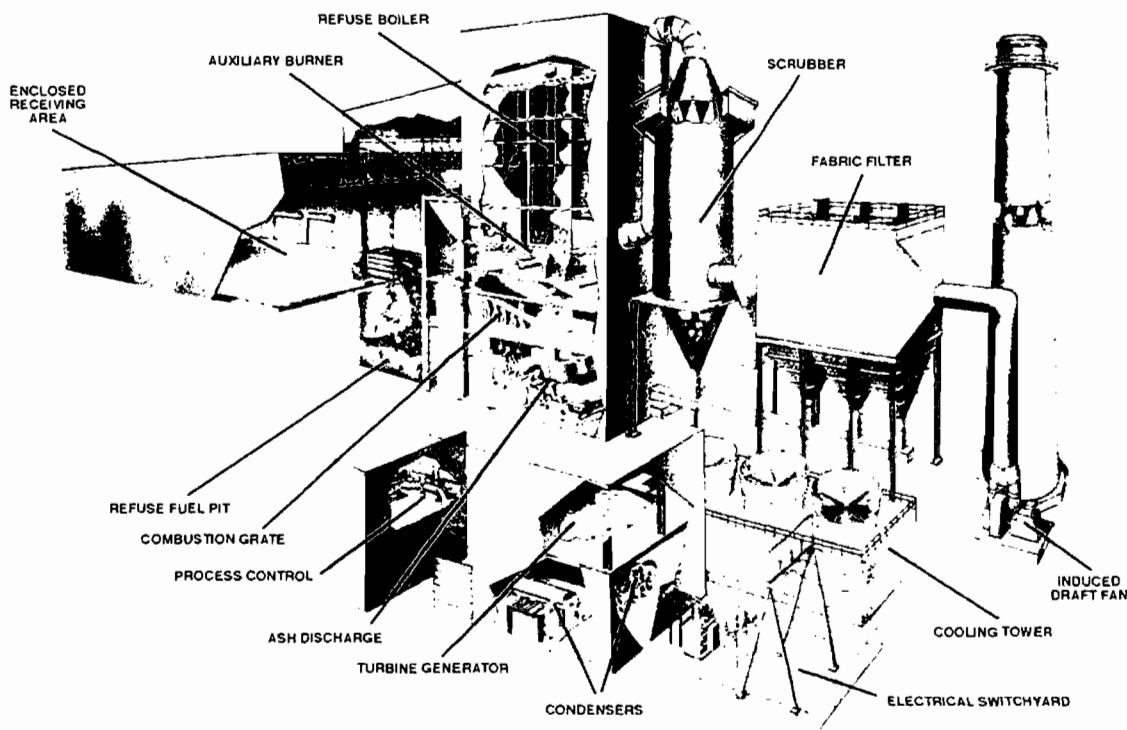 REFUSE BOILER
AUXILIARY BURNER
SCRUBBER
ENCLOSED
RECEIVING
AREA
FABRIC FILTER
REFUSE FUEL PIT
COMBUSTION GRATE
PROCESS CONTROL
INDUCED
DRAFT FAN
ASH DISCHARGE
COOLING TOWER
TURBINE GENERATOR
ELECTRICAL SWITCHYARD
CONDENSERS